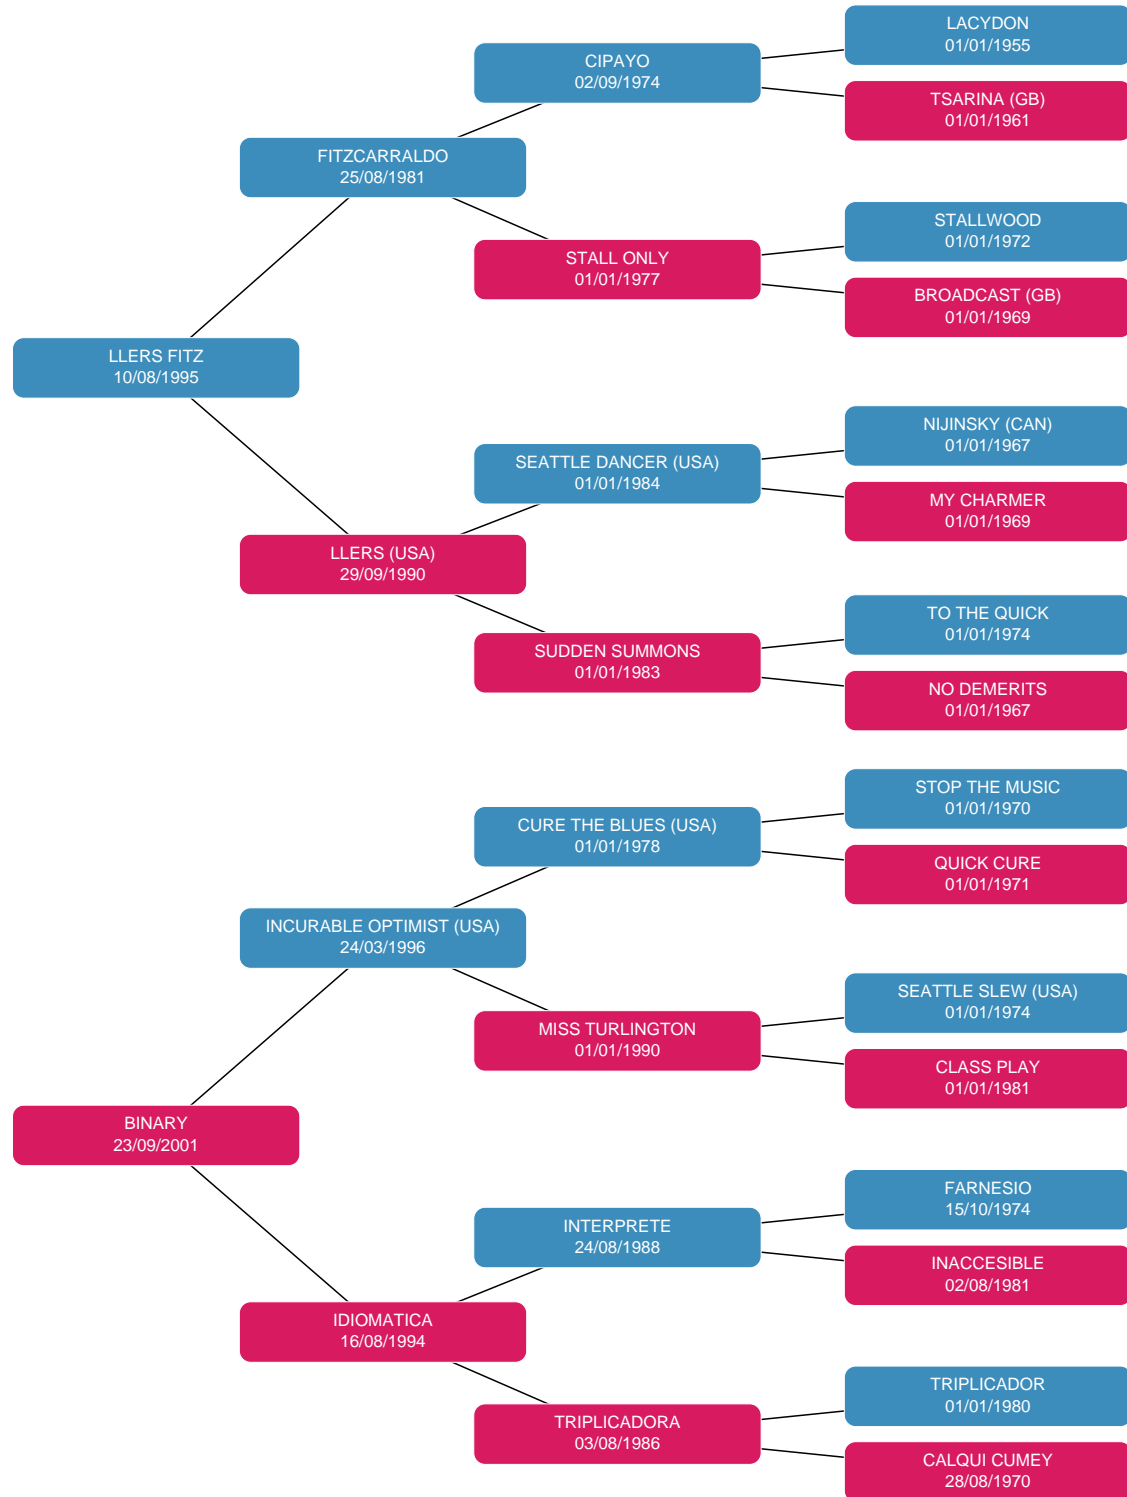 LACYDON
01/01/1955
CIPAYO
02/09/1974
TSARINA (GB)
01/01/1961
FITZCARRALDO
25/08/1981
STALLWOOD
01/01/1972
STALL ONLY
01/01/1977
BROADCAST (GB)
01/01/1969
LLERS FITZ
10/08/1995
NIJINSKY (CAN)
01/01/1967
SEATTLE DANCER (USA)
01/01/1984
MY CHARMER
01/01/1969
LLERS (USA)
29/09/1990
TO THE QUICK
01/01/1974
SUDDEN SUMMONS
01/01/1983
NO DEMERITS
01/01/1967
STOP THE MUSIC
01/01/1970
CURE THE BLUES (USA)
01/01/1978
QUICK CURE
01/01/1971
INCURABLE OPTIMIST (USA)
24/03/1996
SEATTLE SLEW (USA)
01/01/1974
MISS TURLINGTON
01/01/1990
CLASS PLAY
01/01/1981
BINARY
23/09/2001
FARNESIO
15/10/1974
INTERPRETE
24/08/1988
INACCESIBLE
02/08/1981
IDIOMATICA
16/08/1994
TRIPLICADOR
01/01/1980
TRIPLICADORA
03/08/1986
CALQUI CUMEY
28/08/1970